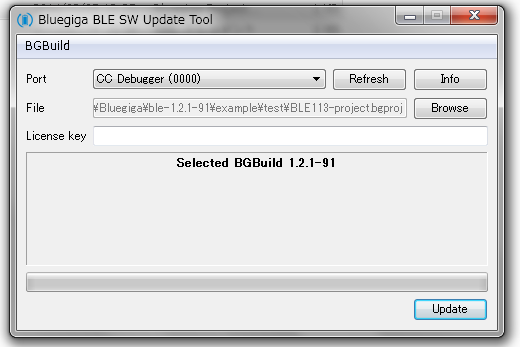 Bluegiga BLE SW Update Tool
BGBuild
Port CC Debugger (0000) Refresh Info
File ¥Bluegiga¥ble-1.2.1-91¥example¥test¥BLE113-project.bgproj Browse
License key
Selected BGBuild 1.2.1-91
Update